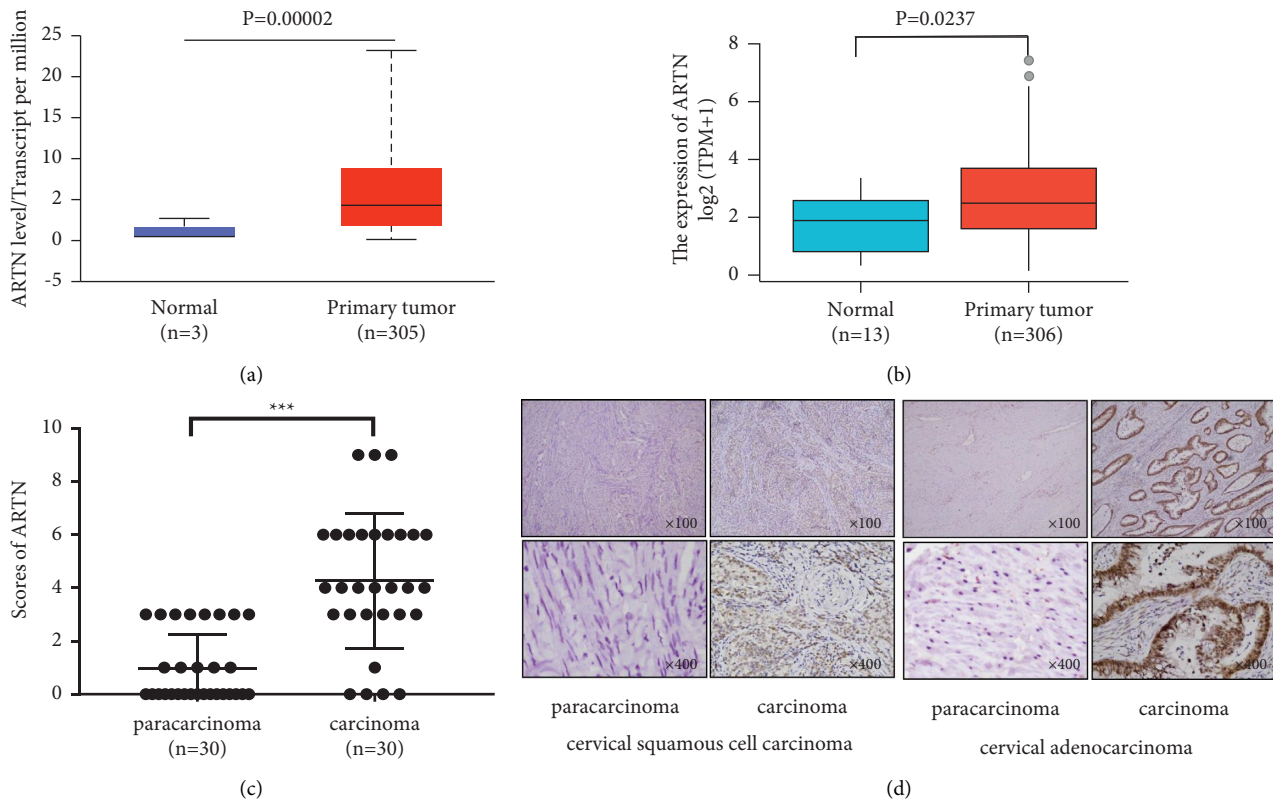 P=0.00002
ARTN level/Transcript per million
25
20
15
10
2
0
-5
Normal
(n=3)
Primary tumor
(n=305)
(a)
P=0.0237
The expression of ARTN
log2 (TPM+1)
8
6
4
2
0
Normal
(n=13)
Primary tumor
(n=306)
(b)
***
Scores of ARTN
10
8
6
4
2
0
paracarcinoma
(n=30)
carcinoma
(n=30)
(c)
×100
×100
×100
×100
×400
×400
×400
×400
paracarcinoma
carcinoma
paracarcinoma
carcinoma
cervical squamous cell carcinoma
cervical adenocarcinoma
(d)